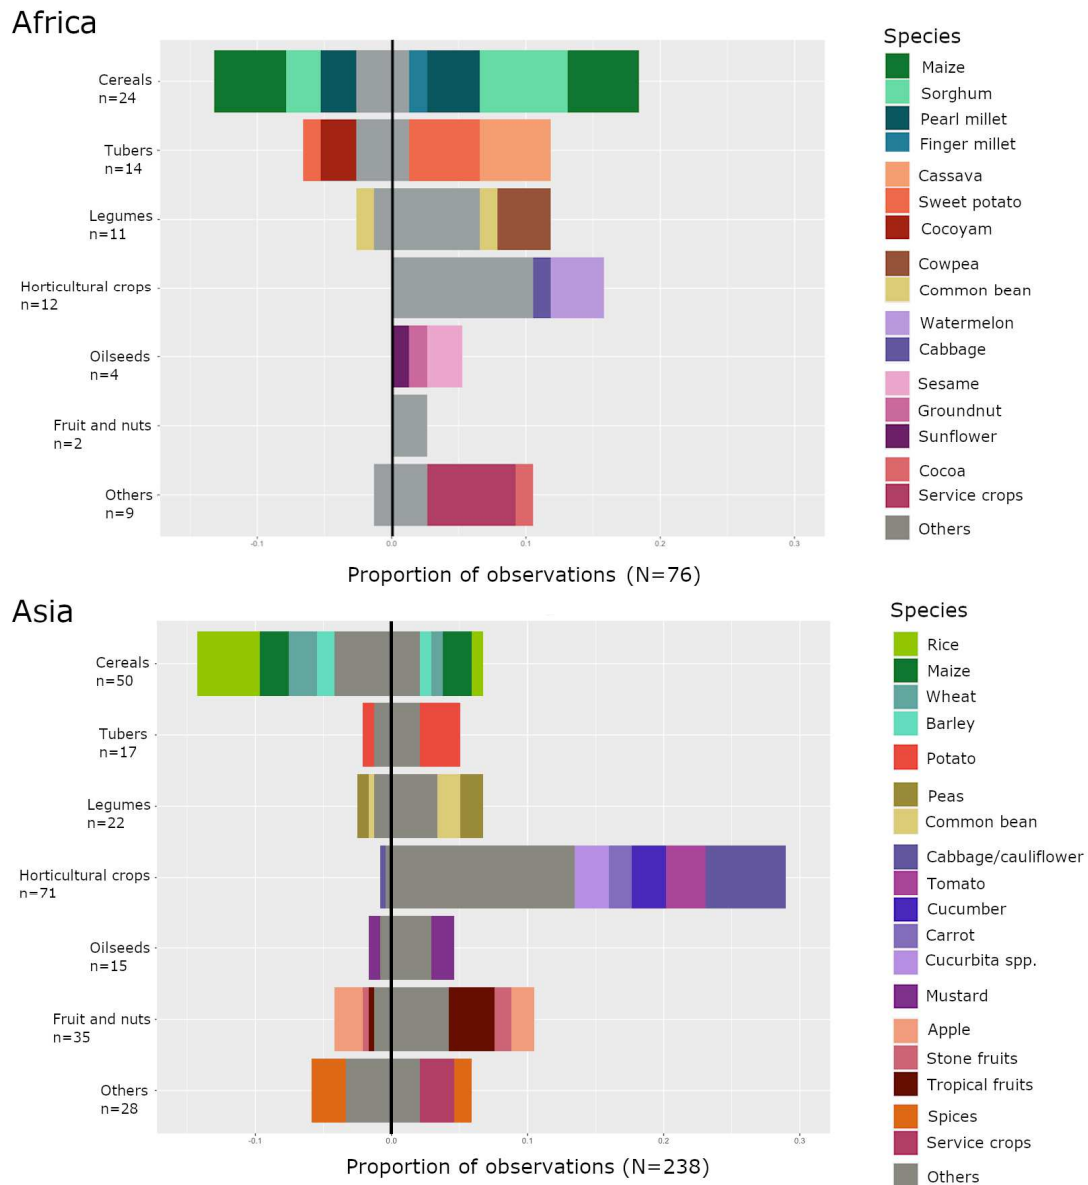 Africa
Species
Cereals
n=24
Tubers
n=14
Legumes
n=11
Horticultural crops
n=12
Oilseeds
n=4
Fruit and nuts
n=2
Others
n=9
-0.1
0.0
0.1
0.2
0.3
Proportion of observations (N=76)
Maize
Sorghum
Pearl millet
Finger millet
Cassava
Sweet potato
Cocoyam
Cowpea
Common bean
Watermelon
Cabbage
Sesame
Groundnut
Sunflower
Cocoa
Service crops
Others
Asia
Species
Cereals
n=50
Tubers
n=17
Legumes
n=22
Horticultural crops
n=71
Oilseeds
n=15
Fruit and nuts
n=35
Others
n=28
-0.1
0.0
0.1
0.2
0.3
Proportion of observations (N=238)
Rice
Maize
Wheat
Barley
Potato
Peas
Common bean
Cabbage/cauliflower
Tomato
Cucumber
Carrot
Cucurbita spp.
Mustard
Apple
Stone fruits
Tropical fruits
Spices
Service crops
Others